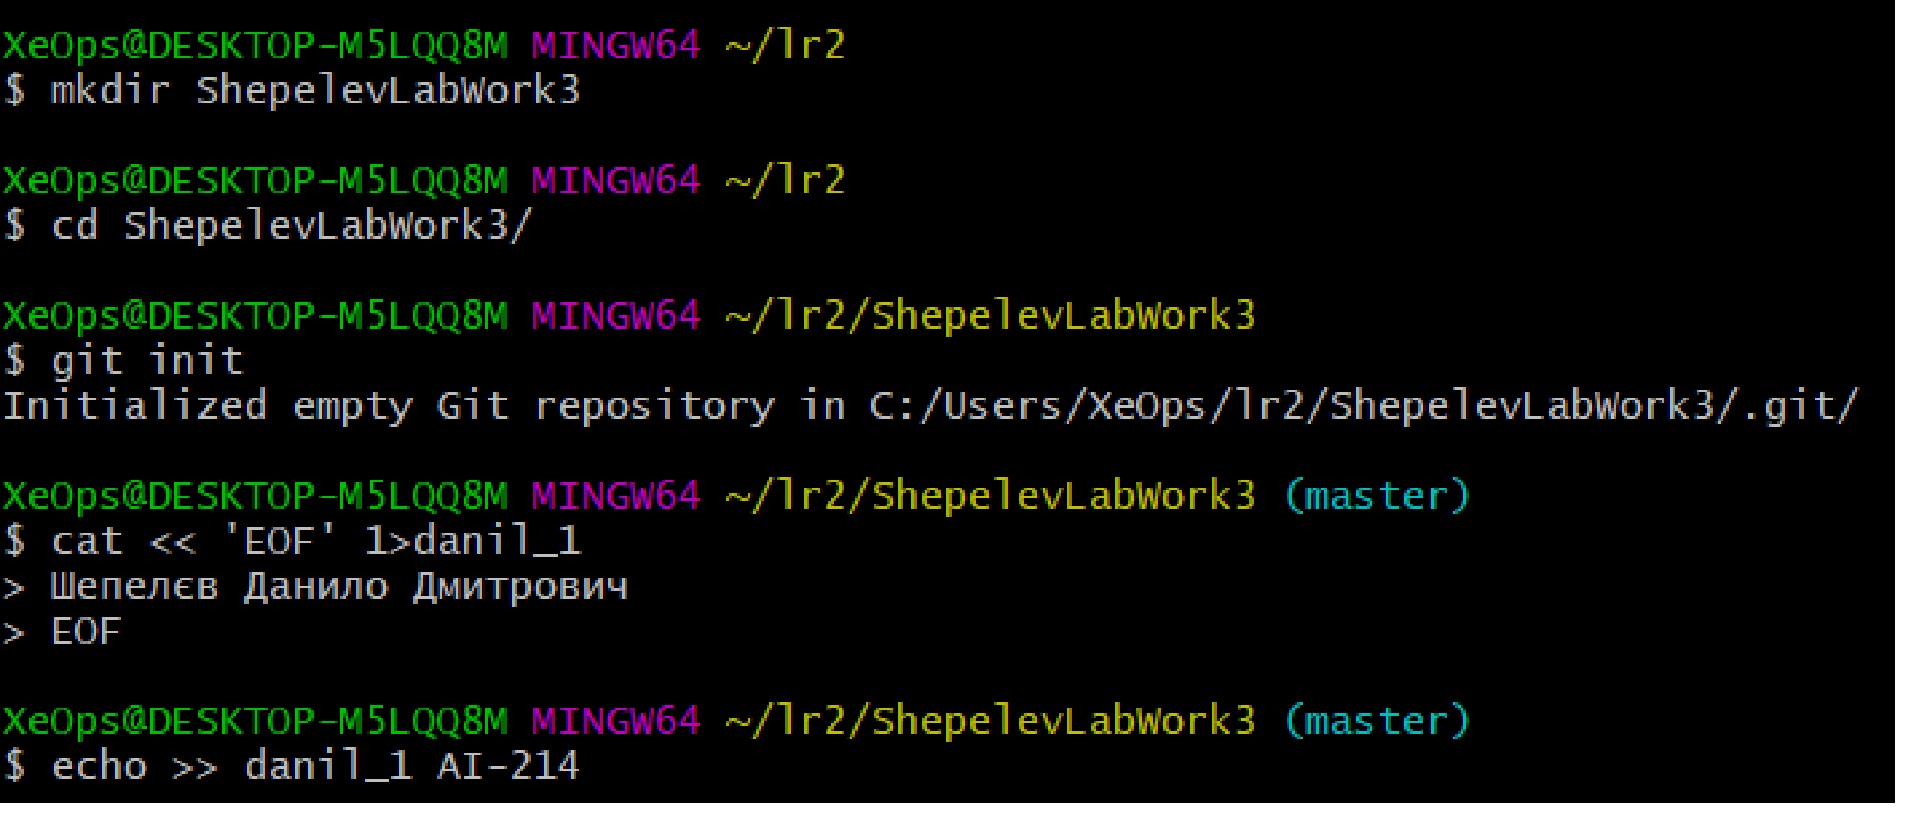 XeOps@DESKTOP-M5LQQ8M MINGW64 ~/lr2
$ mkdir ShepelevLabWork3
XeOps@DESKTOP-M5LQQ8M MINGW64 ~/lr2
$ cd ShepelevLabWork3/
XeOps@DESKTOP-M5LQQ8M MINGW64 ~/lr2/ShepelevLabWork3
$ git init
Initialized empty Git repository in C:/Users/XeOps/lr2/ShepelevLabWork3/.git/
XeOps@DESKTOP-M5LQQ8M MINGW64 ~/lr2/ShepelevLabWork3 (master)
$ cat << 'EOF' 1>danil_1
> Шепелєв Данило Дмитрович
> EOF
XeOps@DESKTOP-M5LQQ8M MINGW64 ~/lr2/ShepelevLabWork3 (master)
$ echo >> danil_1 AI-214